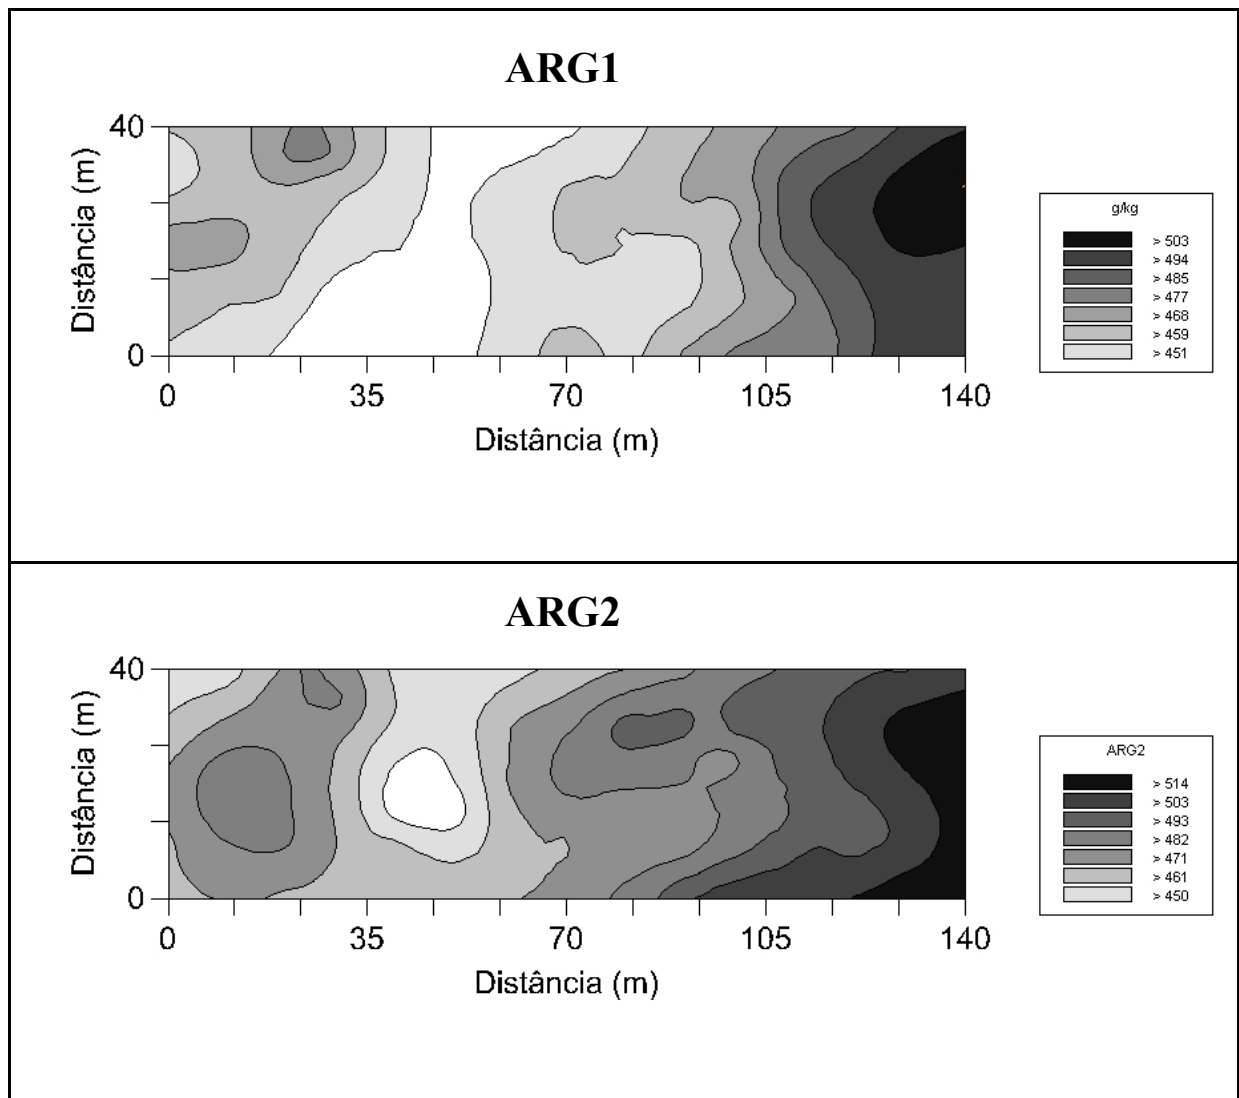 ARG1
40
Distância (m)
0
0 35 70 105 140
Distância (m)
g/kg
> 503
> 494
> 485
> 477
> 468
> 459
> 451
ARG2
40
Distância (m)
0
0 35 70 105 140
Distância (m)
ARG2
> 514
> 503
> 493
> 482
> 471
> 461
> 450